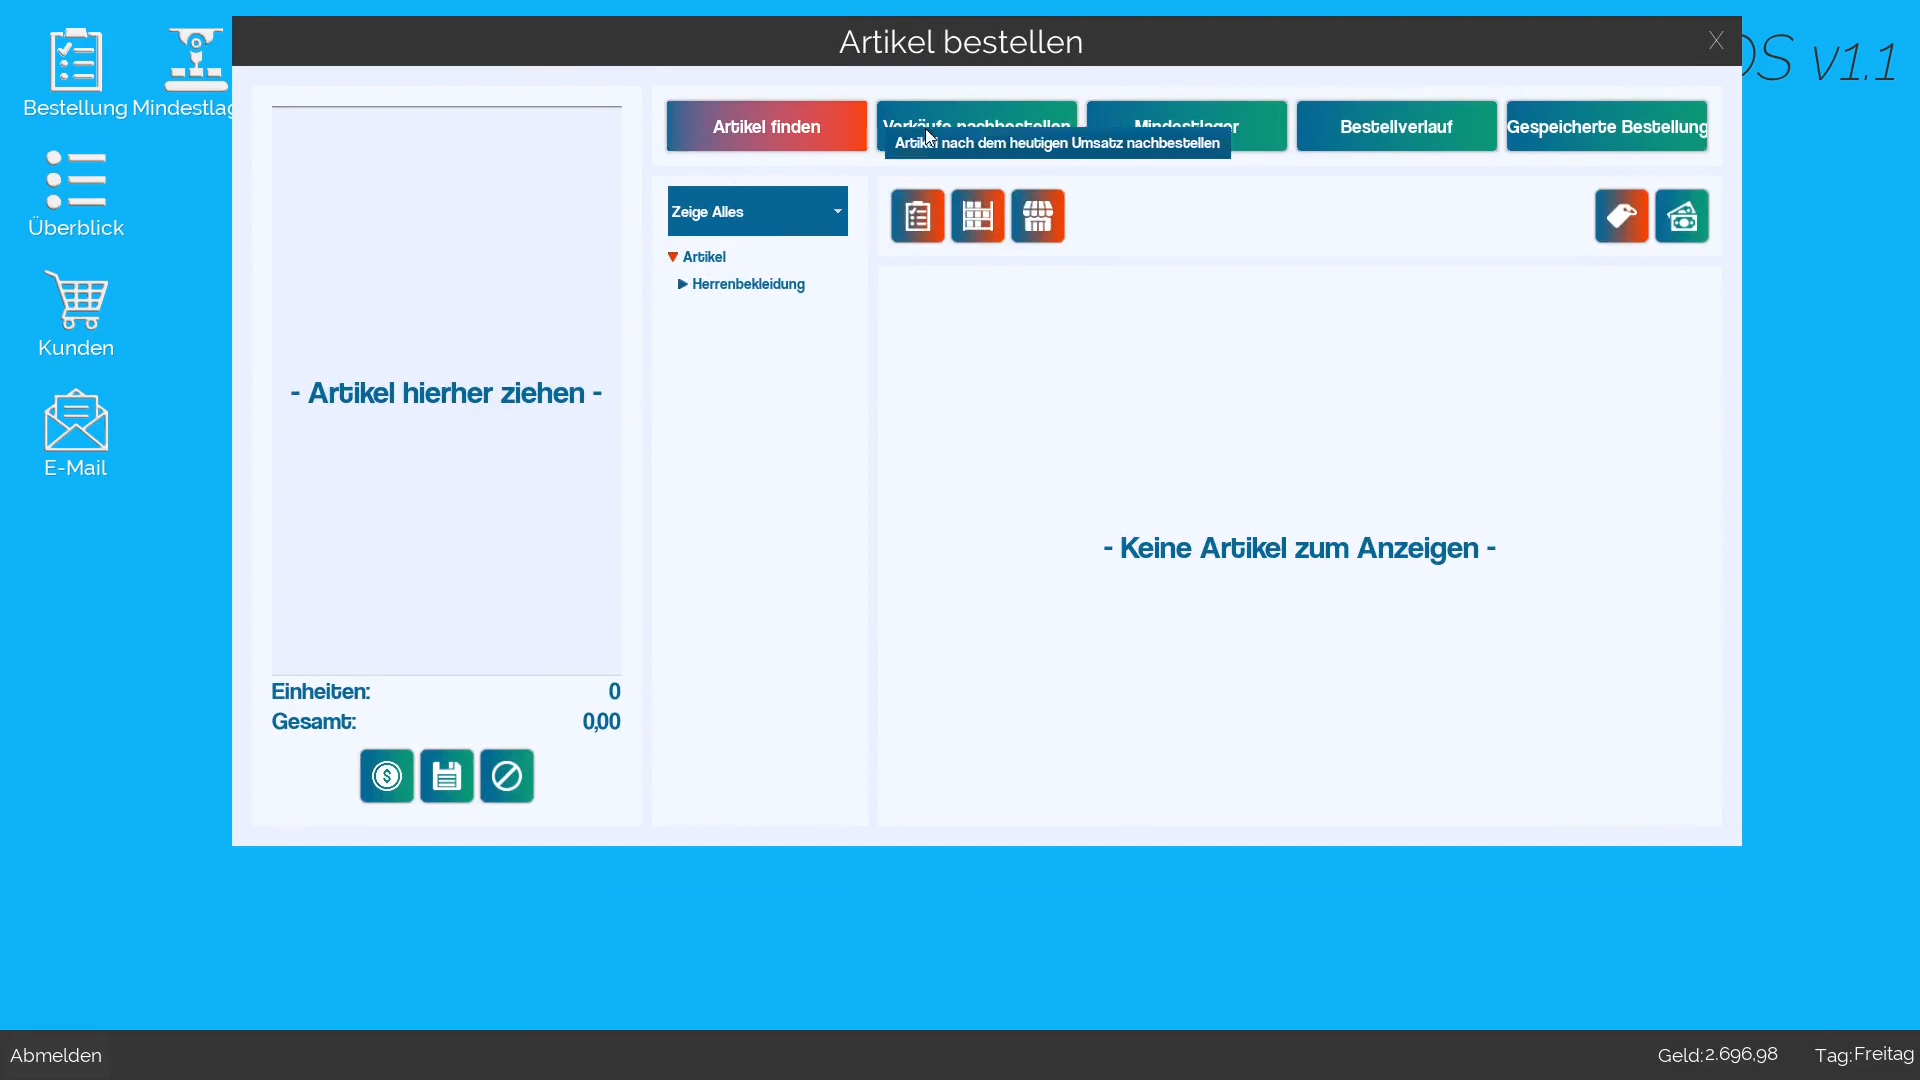 Artikel bestellen
X
OS v1.1
Bestellung
Überblick
Kunden
E-Mail
Artikel finden
Verkäufe nachbestellen
Mindestlager
Bestellverlauf
Gespeicherte Bestellung
Artikel nach dem heutigen Umsatz nachbestellen
Zeige Alles
Artikel
Herrenbekleidung
- Artikel hierher ziehen -
- Keine Artikel zum Anzeigen -
Einheiten: 0
Gesamt: 0,00
Abmelden
Geld: 2.696,98
Tag: Freitag